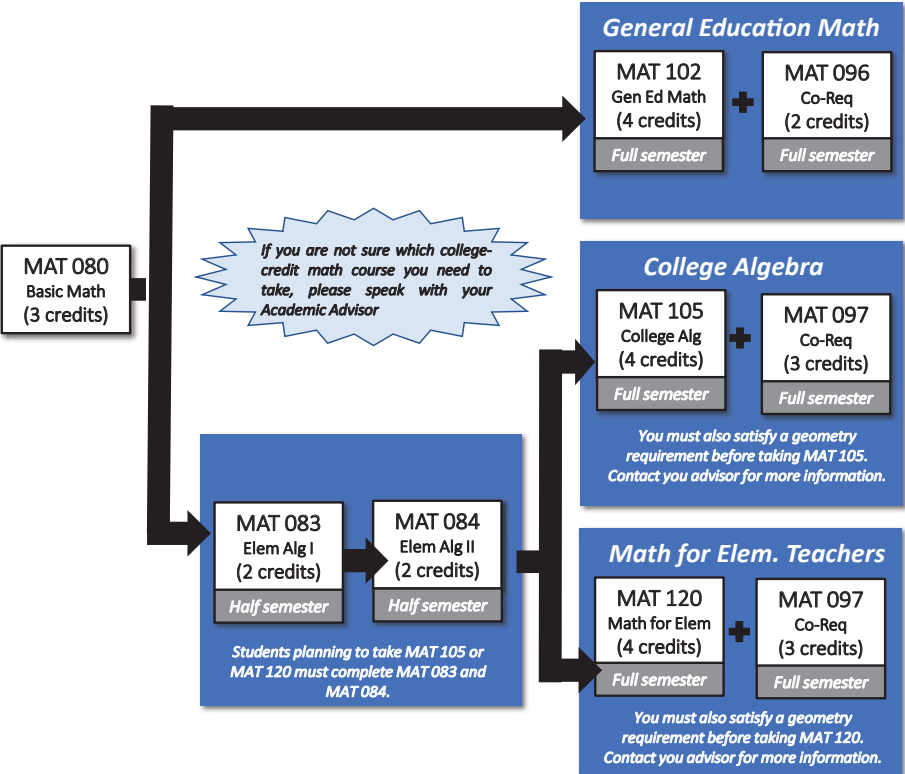 General Education Math
MAT 102
Gen Ed Math
(4 credits)
Full semester
MAT 096
Co-Req
(2 credits)
Full semester
If you are not sure which college-
credit math course you need to
take, please speak with your
Academic Advisor
MAT 080
Basic Math
(3 credits)
College Algebra
MAT 105
College Alg
(4 credits)
Full semester
MAT 097
Co-Req
(3 credits)
Full semester
You must also satisfy a geometry
requirement before taking MAT 105.
Contact you advisor for more information.
MAT 083
Elem Alg I
(2 credits)
Half semester
MAT 084
Elem Alg II
(2 credits)
Half semester
Students planning to take MAT 105 or
MAT 120 must complete MAT 083 and
MAT 084.
Math for Elem. Teachers
MAT 120
Math for Elem
(4 credits)
Full semester
MAT 097
Co-Req
(3 credits)
Full semester
You must also satisfy a geometry
requirement before taking MAT 120.
Contact you advisor for more information.